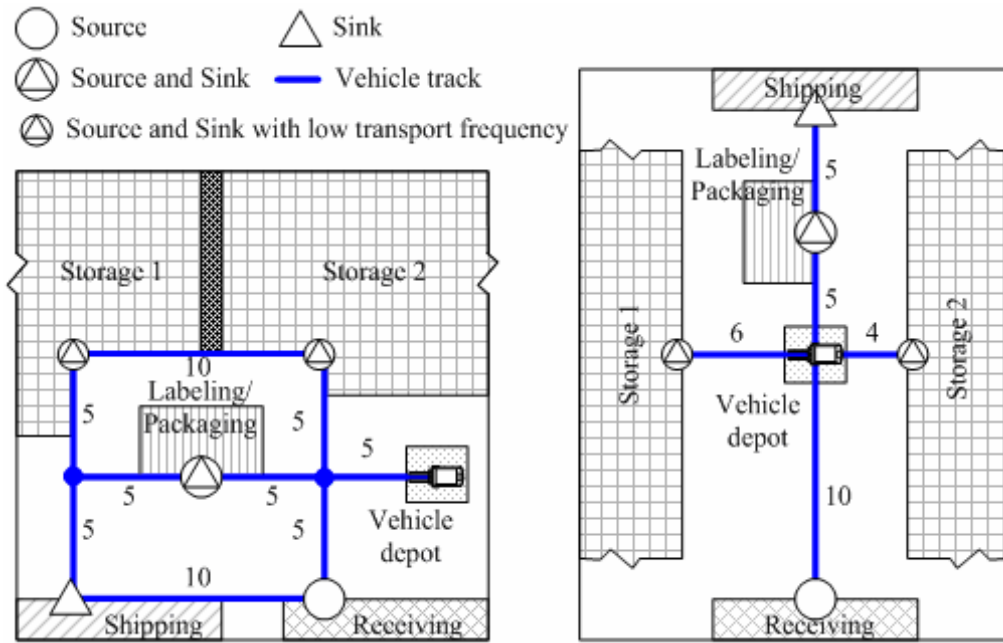 Source
Sink
Source and Sink
Vehicle track
Source and Sink with low transport frequency
Storage 1
Storage 2
10
Labeling/
Packaging
5
5
5
5
5
Vehicle
depot
5
5
10
Shipping
Receiving
Shipping
Labeling/
Packaging
5
5
Storage 1
6
4
Storage 2
Vehicle
depot
10
Receiving